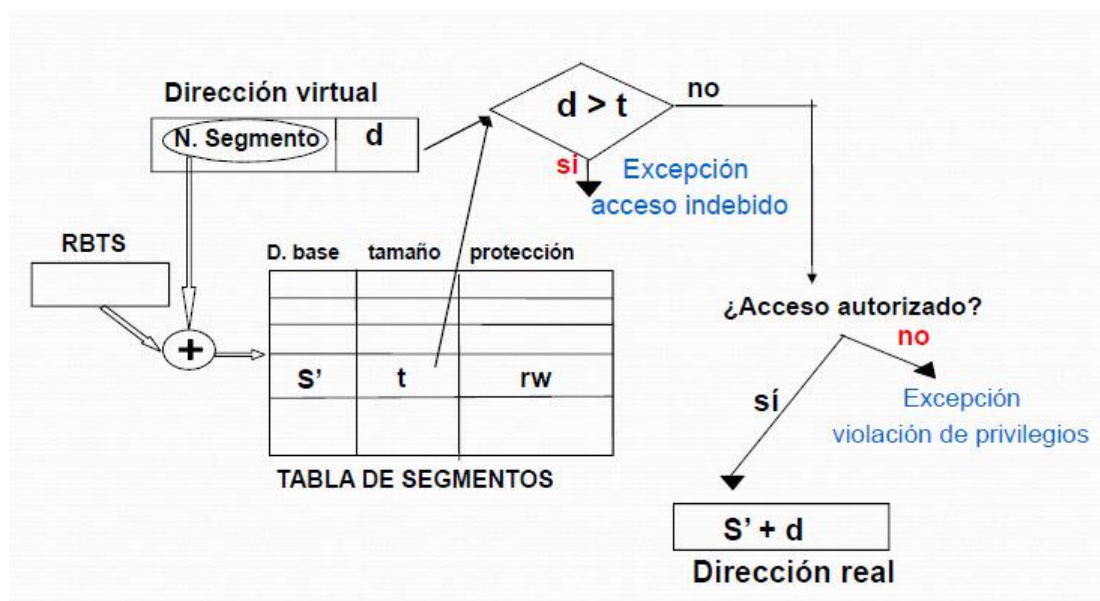 Dirección virtual
N. Segmento
d
d > t
no
sí
Excepción
acceso indebido
RBTS
+
D. base
tamaño
protección
S’
t
rw
TABLA DE SEGMENTOS
¿Acceso autorizado?
no
sí
Excepción
violación de privilegios
S’ + d
Dirección real